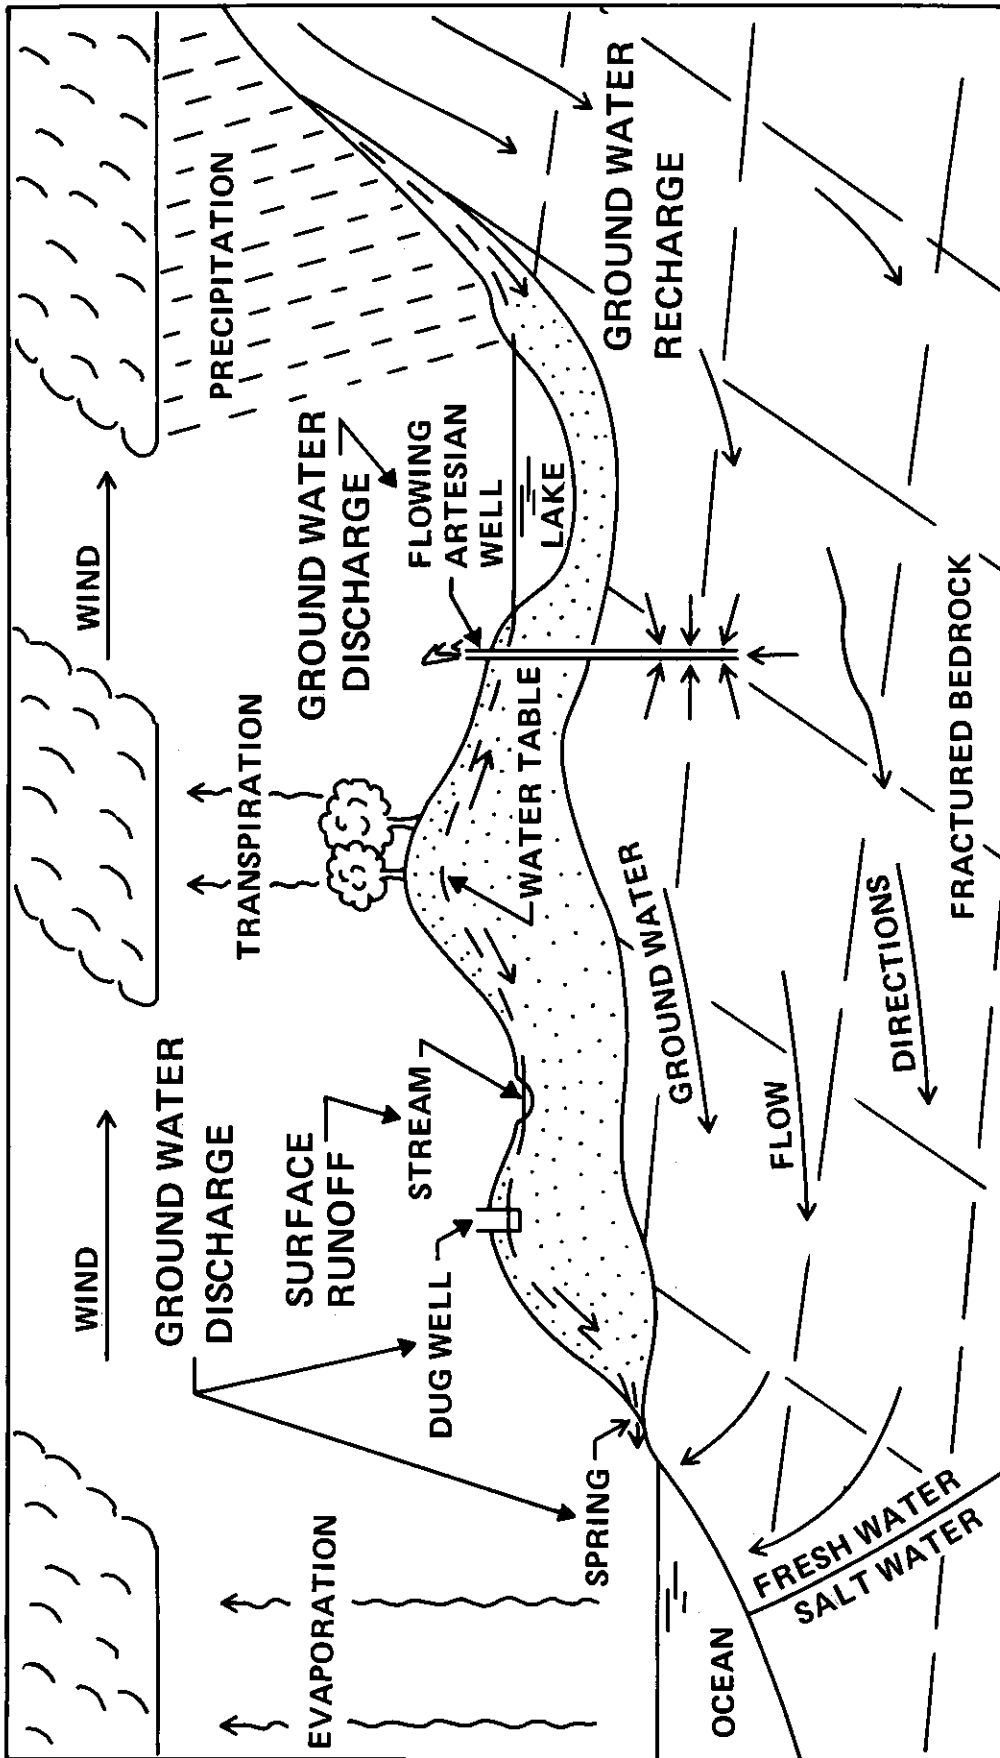 WIND
WIND
EVAPORATION
GROUND WATER
DISCHARGE
TRANSPIRATION
PRECIPITATION
SURFACE
RUNOFF
GROUND WATER
DISCHARGE
SPRING
DUG WELL
STREAM
FLOWING
ARTESIAN
WELL
WATER TABLE
LAKE
OCEAN
GROUND WATER
RECHARGE
GROUND WATER
FLOW
DIRECTIONS
FRESH WATER
SALT WATER
FRACTURED BEDROCK